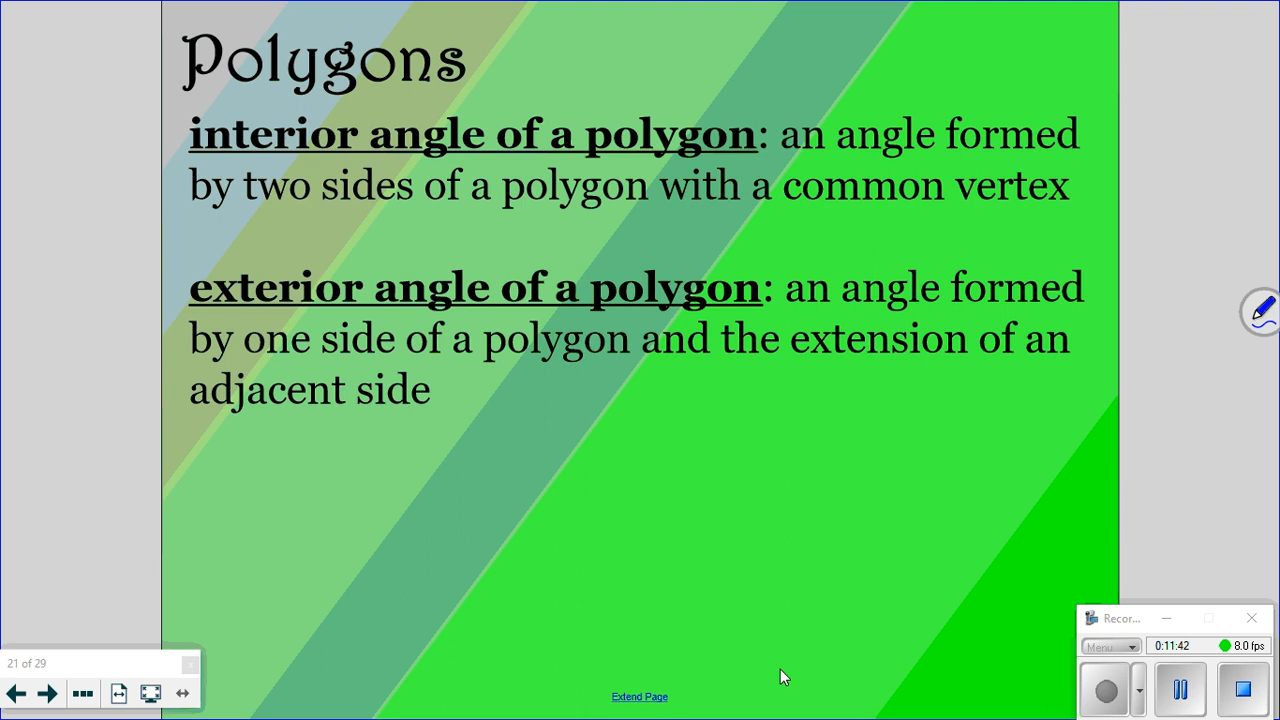 Polygons
interior angle of a polygon: an angle formed
by two sides of a polygon with a common vertex
exterior angle of a polygon: an angle formed
by one side of a polygon and the extension of an
adjacent side
21 of 29
x
Extend Page
Recor...
Menu
0:11:42
8.0 fps